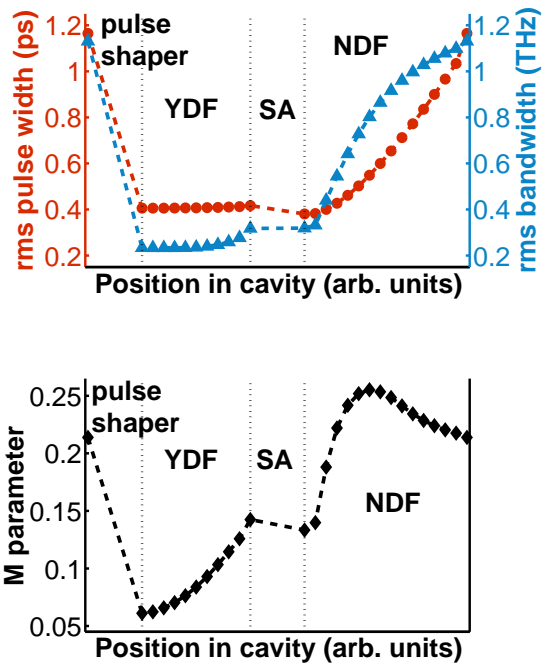 rms pulse width (ps)
1.2
1
0.8
0.6
0.4
0.2
pulse
shaper
YDF
SA
NDF
1.2
1
0.8
0.6
0.4
0.2
rms bandwidth (THz)
Position in cavity (arb. units)
M parameter
0.25
0.2
0.15
0.1
0.05
pulse
shaper
YDF
SA
NDF
Position in cavity (arb. units)